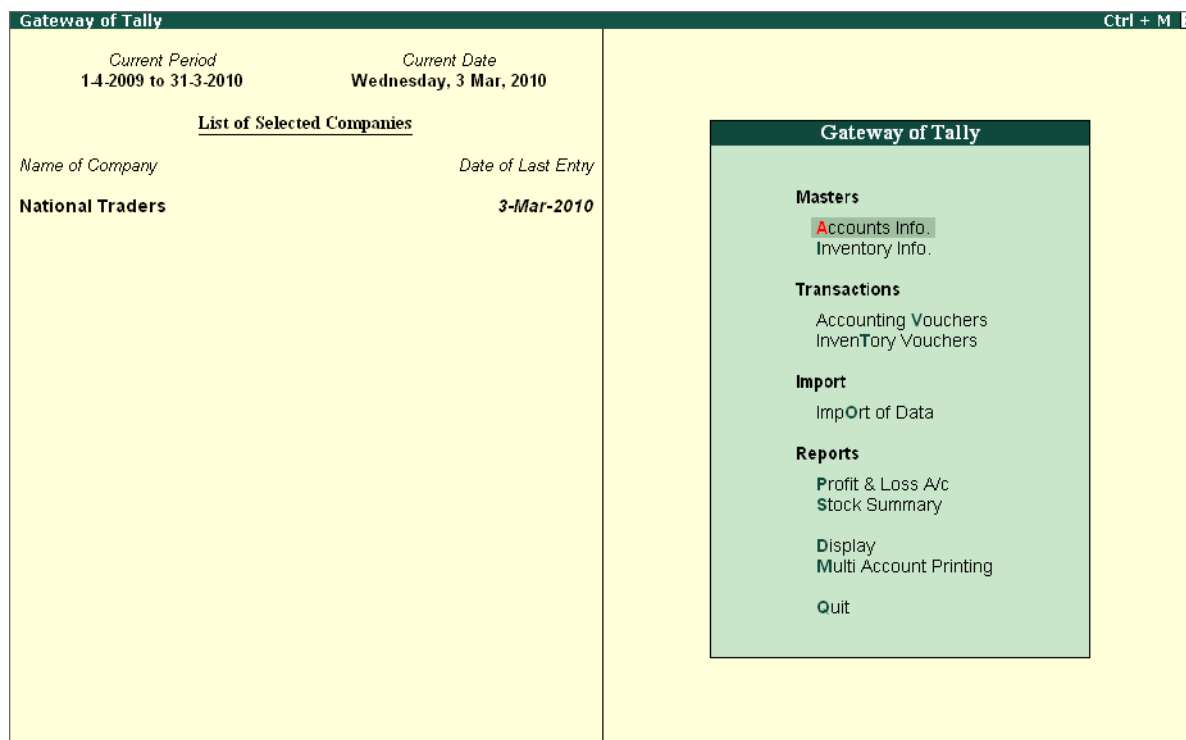 Gateway of Tally Ctrl + M
Current Period Current Date
1-4-2009 to 31-3-2010 Wednesday, 3 Mar, 2010
List of Selected Companies
Name of Company Date of Last Entry
National Traders 3-Mar-2010
Gateway of Tally
Masters
Accounts Info.
Inventory Info.
Transactions
Accounting Vouchers
InvenTory Vouchers
Import
ImpOrt of Data
Reports
Profit & Loss A/c
Stock Summary
Display
Multi Account Printing
Quit